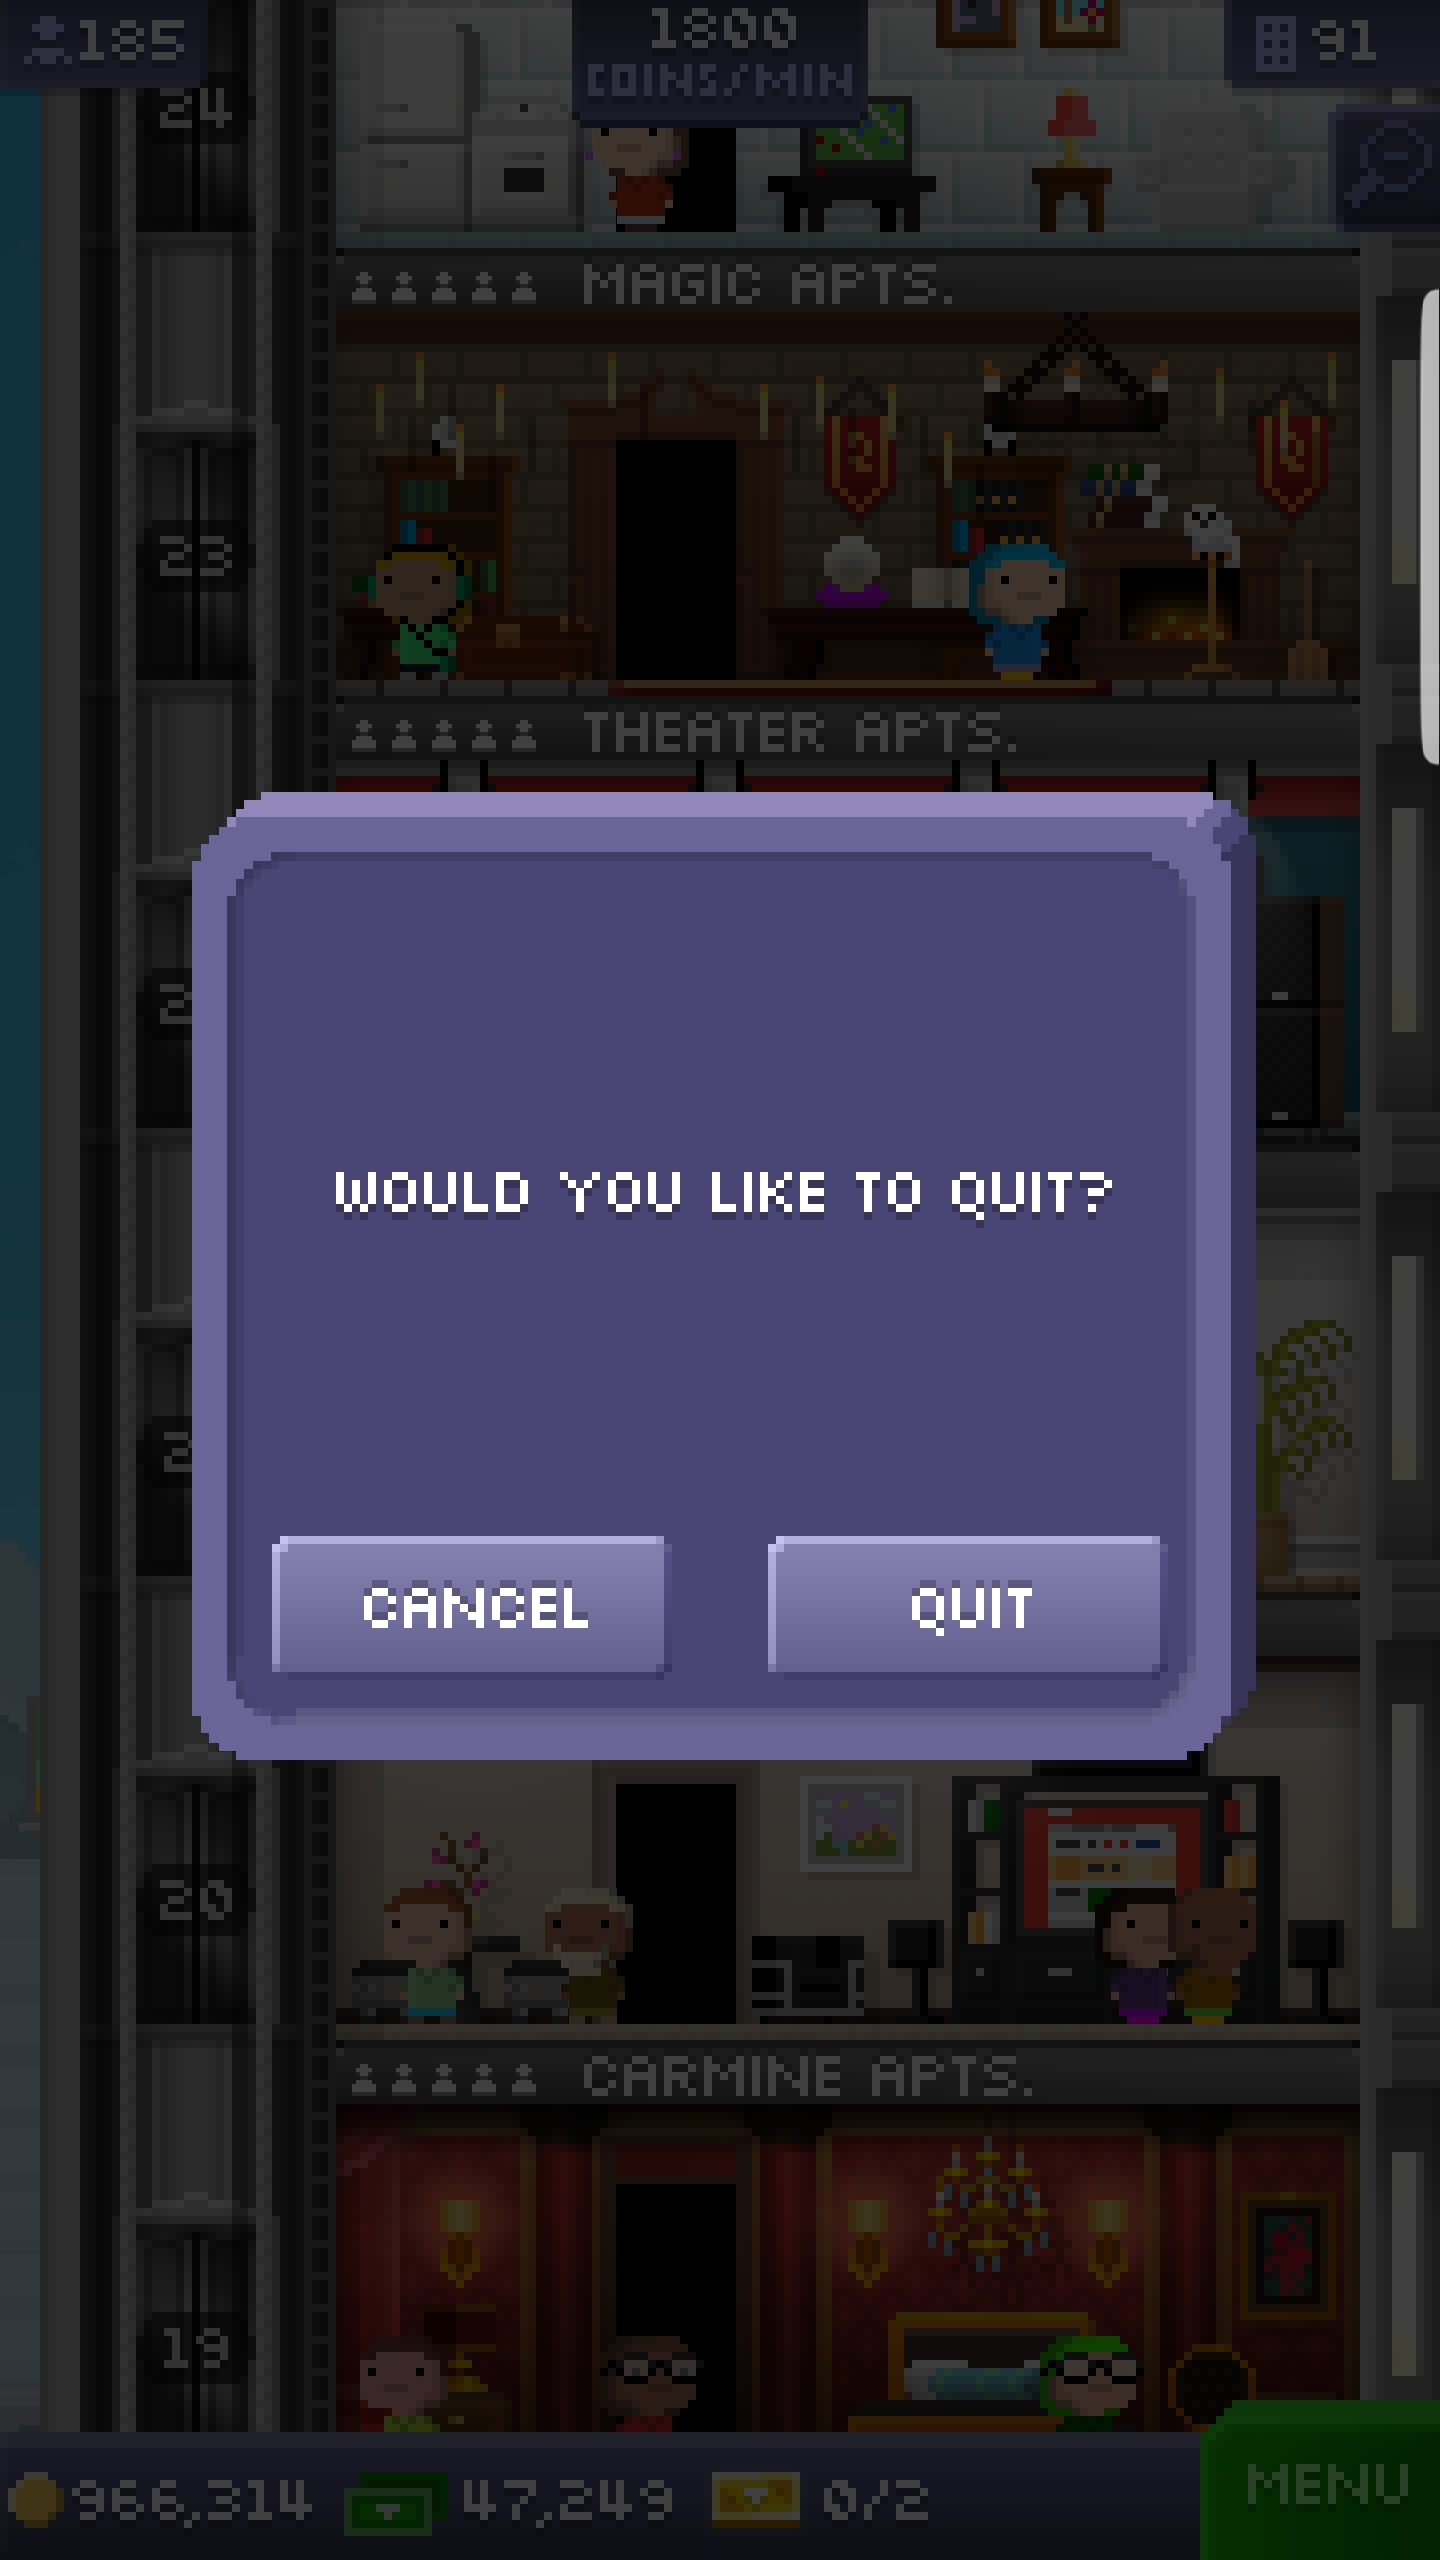 185
1800
COINS/MIN
91
24
MAGIC APTS.
23
THEATER APTS.
WOULD YOU LIKE TO QUIT?
CANCEL
QUIT
20
CARMINE APTS.
19
966,314
47,249
0/2
MENU